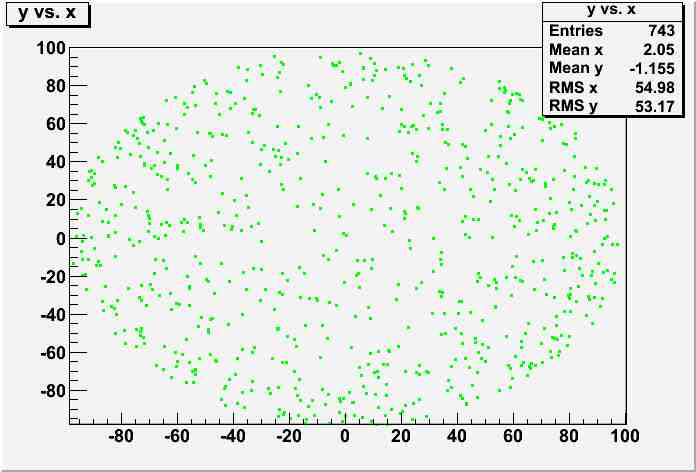 y vs. x
y vs. x
Entries 743
Mean x 2.05
Mean y -1.155
RMS x 54.98
RMS y 53.17
100
80
60
40
20
0
-20
-40
-60
-80
-80 -60 -40 -20 0 20 40 60 80 100